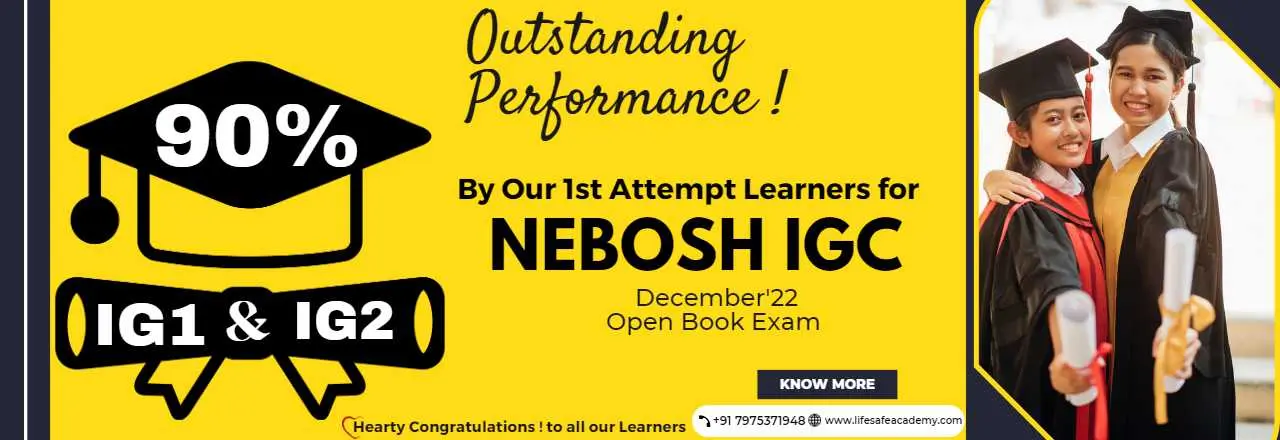 90%
IG1 & IG2
Outstanding
Performance !
By Our 1st Attempt Learners for
NEBOSH IGC
December'22
Open Book Exam
KNOW MORE
Hearty Congratulations ! to all our Learners
+91 7975371948 www.lifesafeacademy.com